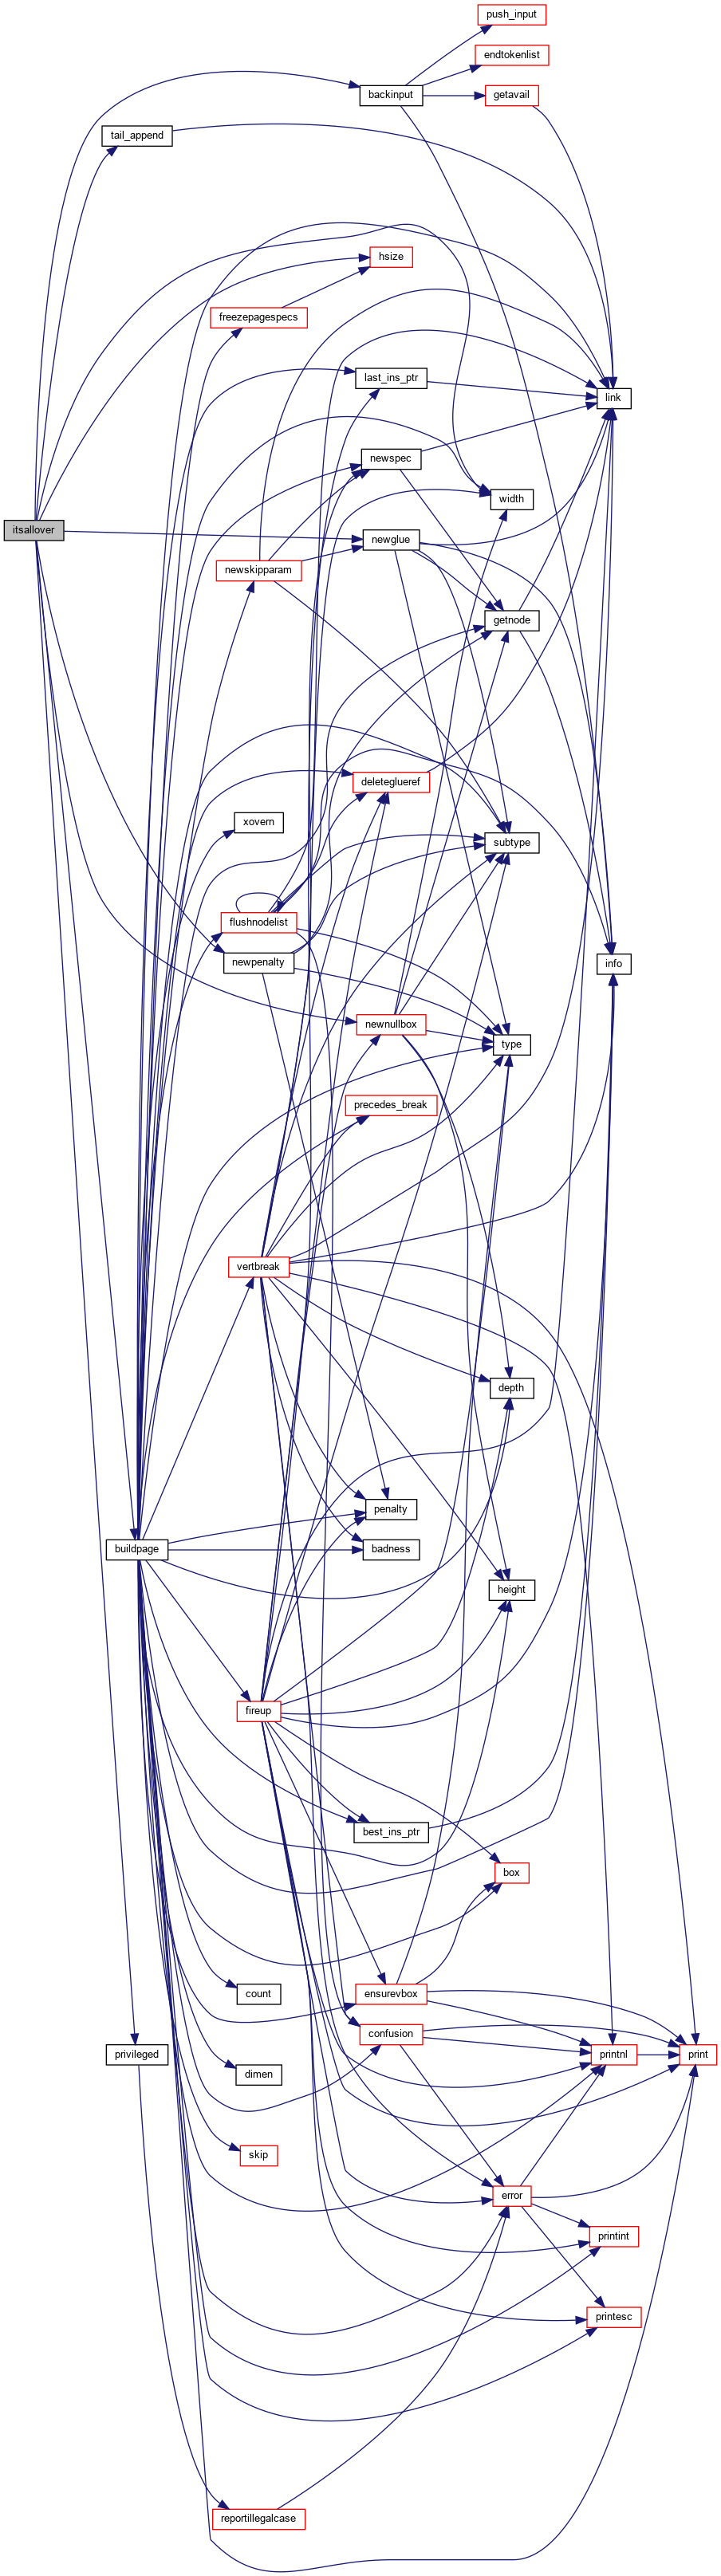 push_input
endtokenlist
backinput
getavail
tail_append
hsize
freezepagespecs
last_ins_ptr
link
newspec
width
itsallover
newglue
newskipparam
getnode
deleteglueref
xovern
subtype
flushnodelist
newpenalty
info
newnullbox
type
precedes_break
vertbreak
depth
penalty
buildpage
badness
height
fireup
best_ins_ptr
box
count
ensurevbox
confusion
privileged
printnl
print
dimen
skip
error
printint
printesc
reportillegalcase